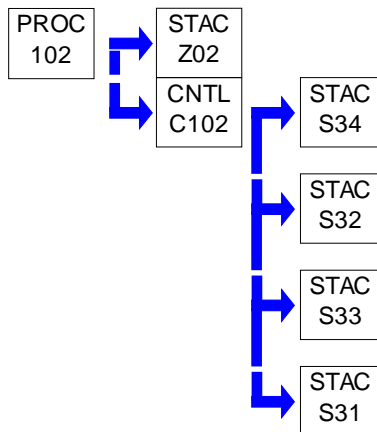 PROC
102
STAC
Z02
CNTL
C102
STAC
S34
STAC
S32
STAC
S33
STAC
S31